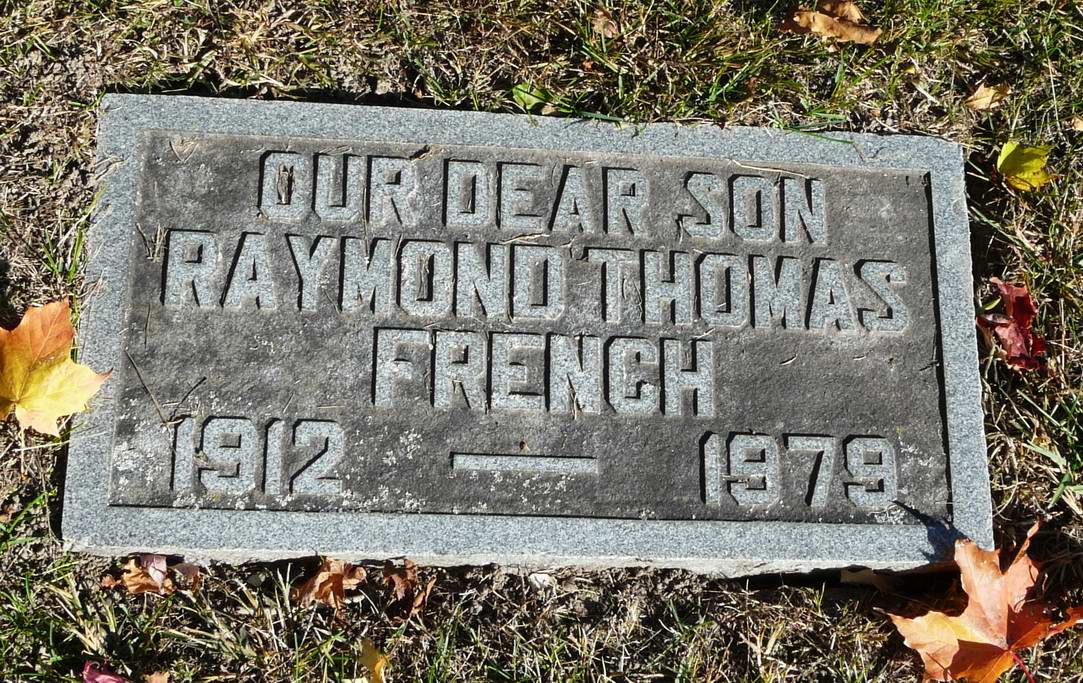 OUR DEAR SON
RAYMOND THOMAS
FRENCH
1912 — 1979